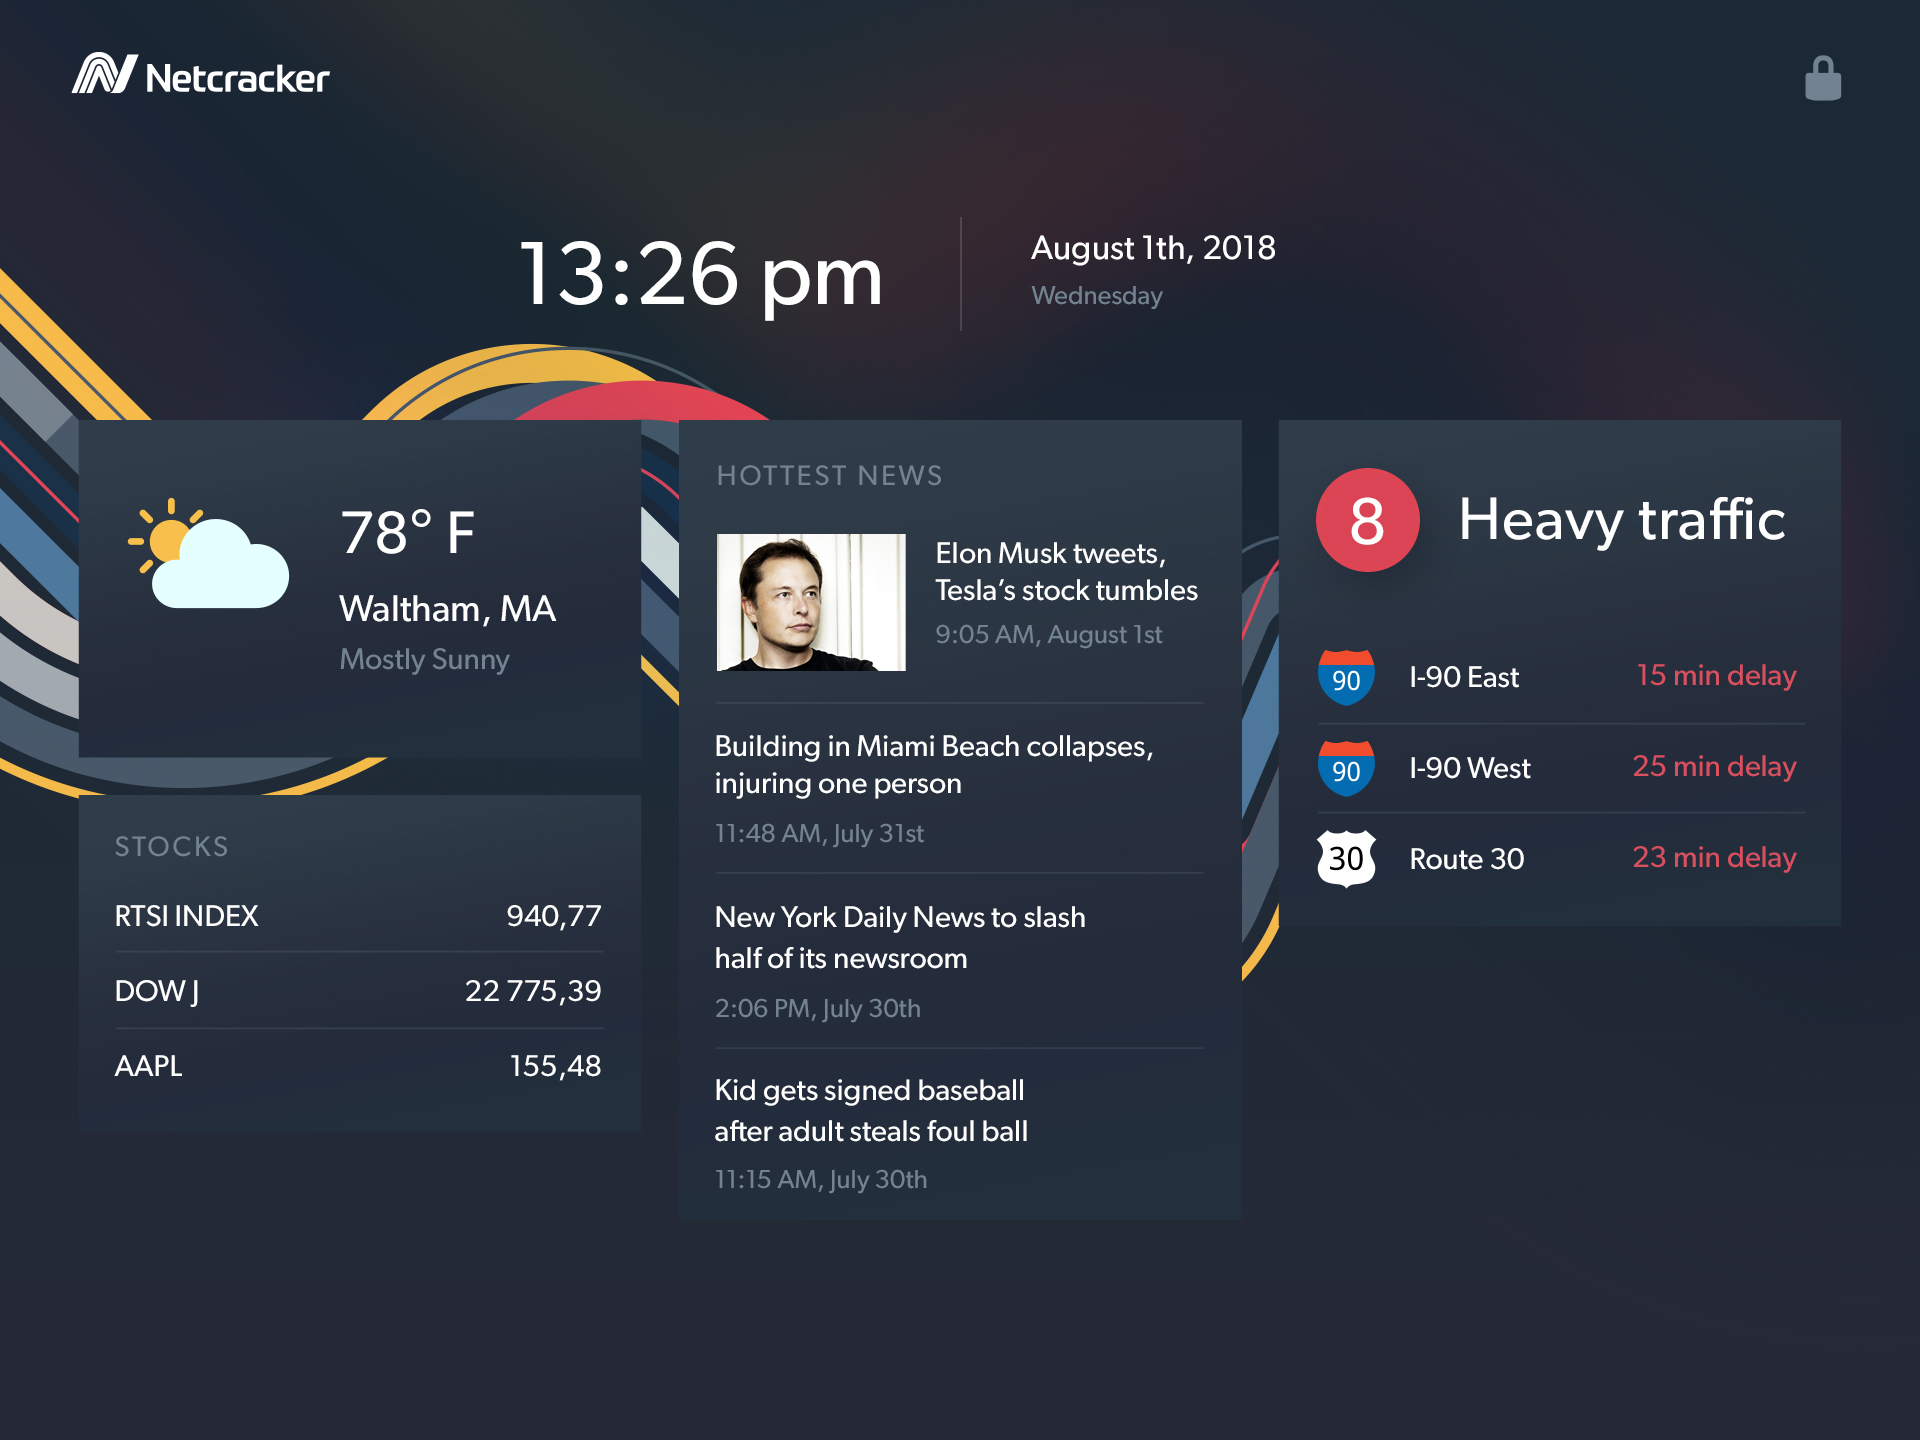 Netcracker
13:26 pm
August 1th, 2018
Wednesday
78° F
Waltham, MA
Mostly Sunny
STOCKS
RTSI INDEX 940,77
DOW J 22 775,39
AAPL 155,48
HOTTEST NEWS
Elon Musk tweets,
Tesla's stock tumbles
9:05 AM, August 1st
Building in Miami Beach collapses,
injuring one person
11:48 AM, July 31st
New York Daily News to slash
half of its newsroom
2:06 PM, July 30th
Kid gets signed baseball
after adult steals foul ball
11:15 AM, July 30th
8 Heavy traffic
90 I-90 East 15 min delay
90 I-90 West 25 min delay
30 Route 30 23 min delay